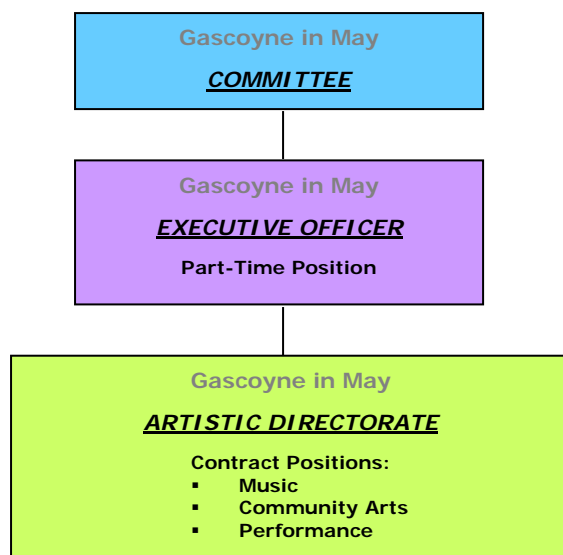 Gascoyne in May
COMMITTEE
Gascoyne in May
EXECUTIVE OFFICER
Part-Time Position
Gascoyne in May
ARTISTIC DIRECTORATE
Contract Positions:
▪ Music
▪ Community Arts
▪ Performance